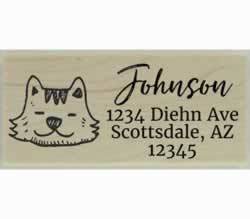 Johnson
1234 Diehn Ave
Scottsdale, AZ
12345